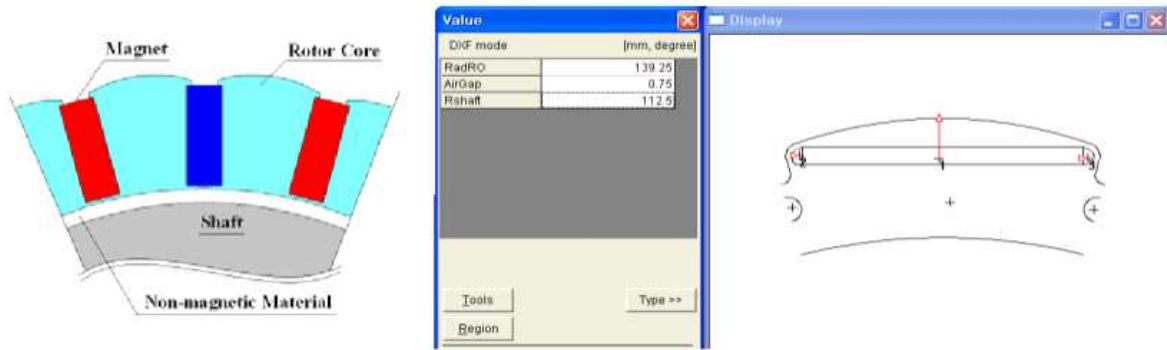 Magnet
Rotor Core
Shaft
Non-magnetic Material
Value
DXF mode [mm, degree]
RadRO 139.25
AirGap 0.75
Rshaft 112.5
Tools
Type >>
Region
Display
1